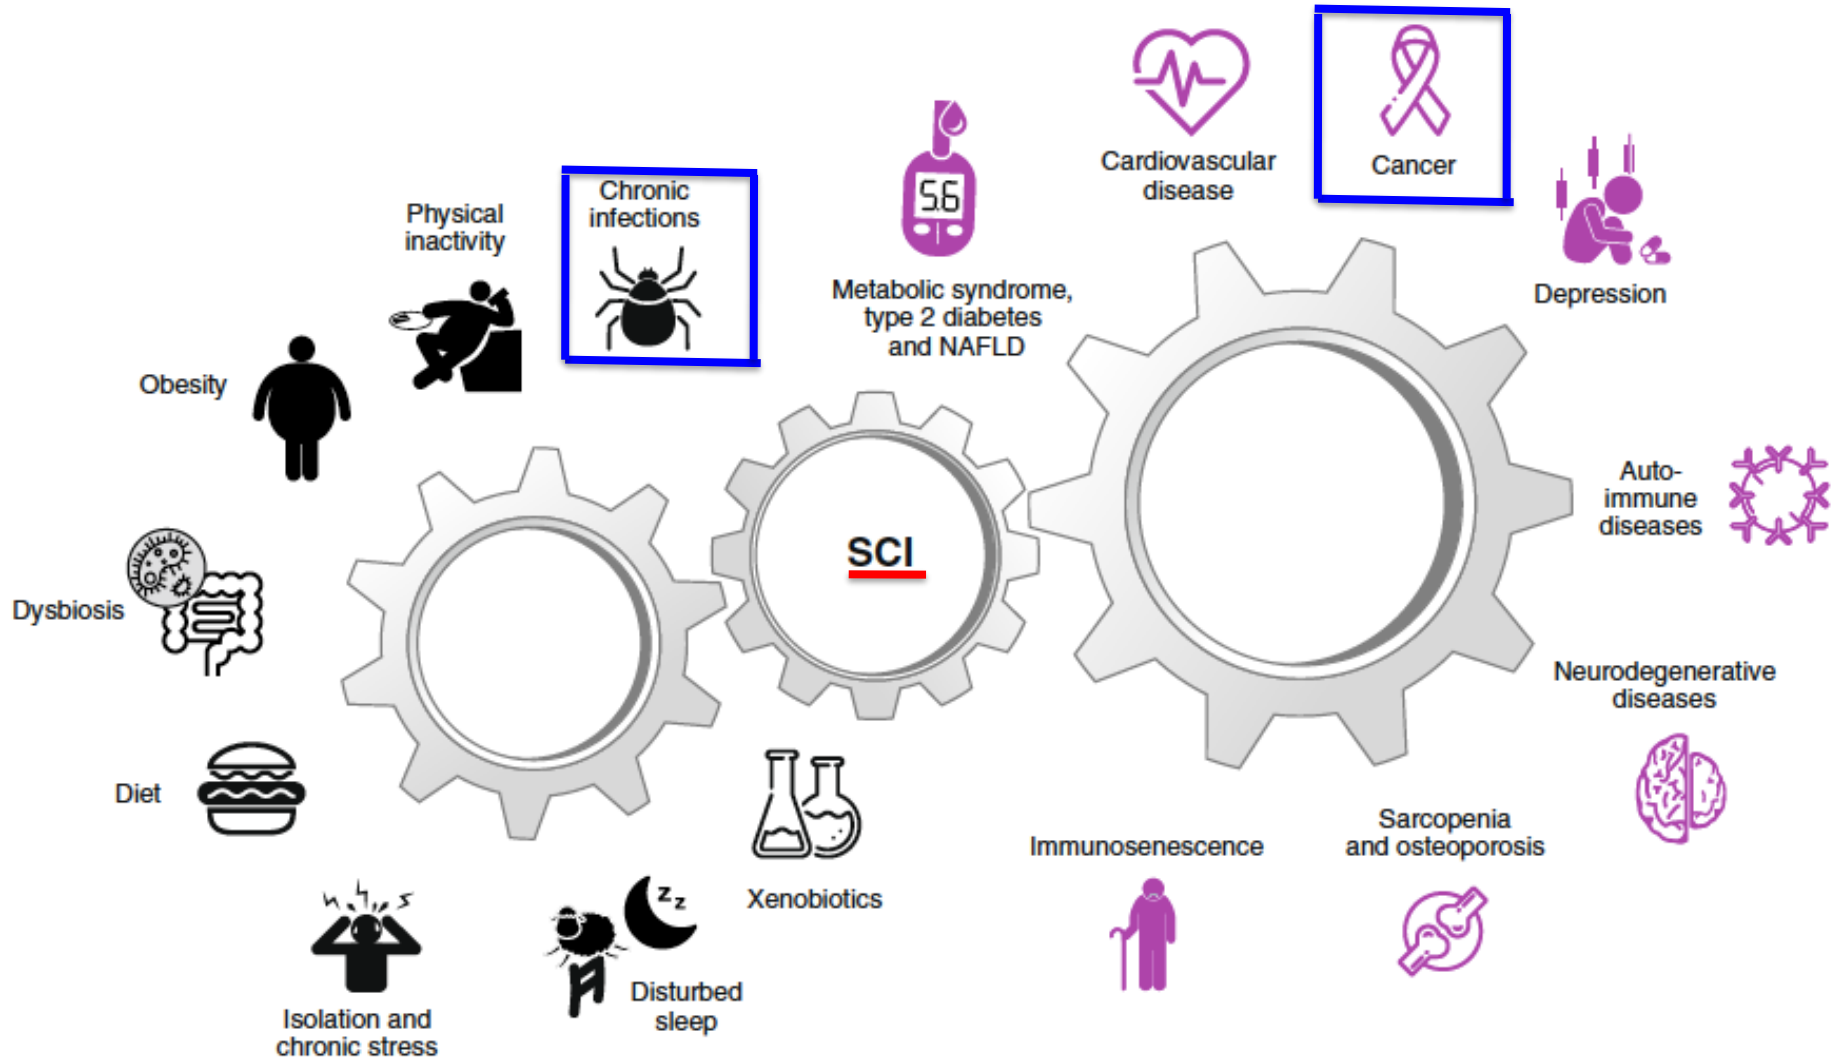 Chronic
infections
Physical
inactivity
Obesity
Dysbiosis
Diet
Isolation and
chronic stress
Disturbed
sleep
zz
Xenobiotics
SCI
5.6
Metabolic syndrome,
type 2 diabetes
and NAFLD
Cardiovascular
disease
Cancer
Depression
Auto-
immune
diseases
Neurodegenerative
diseases
Sarcopenia
and osteoporosis
Immunosenescence